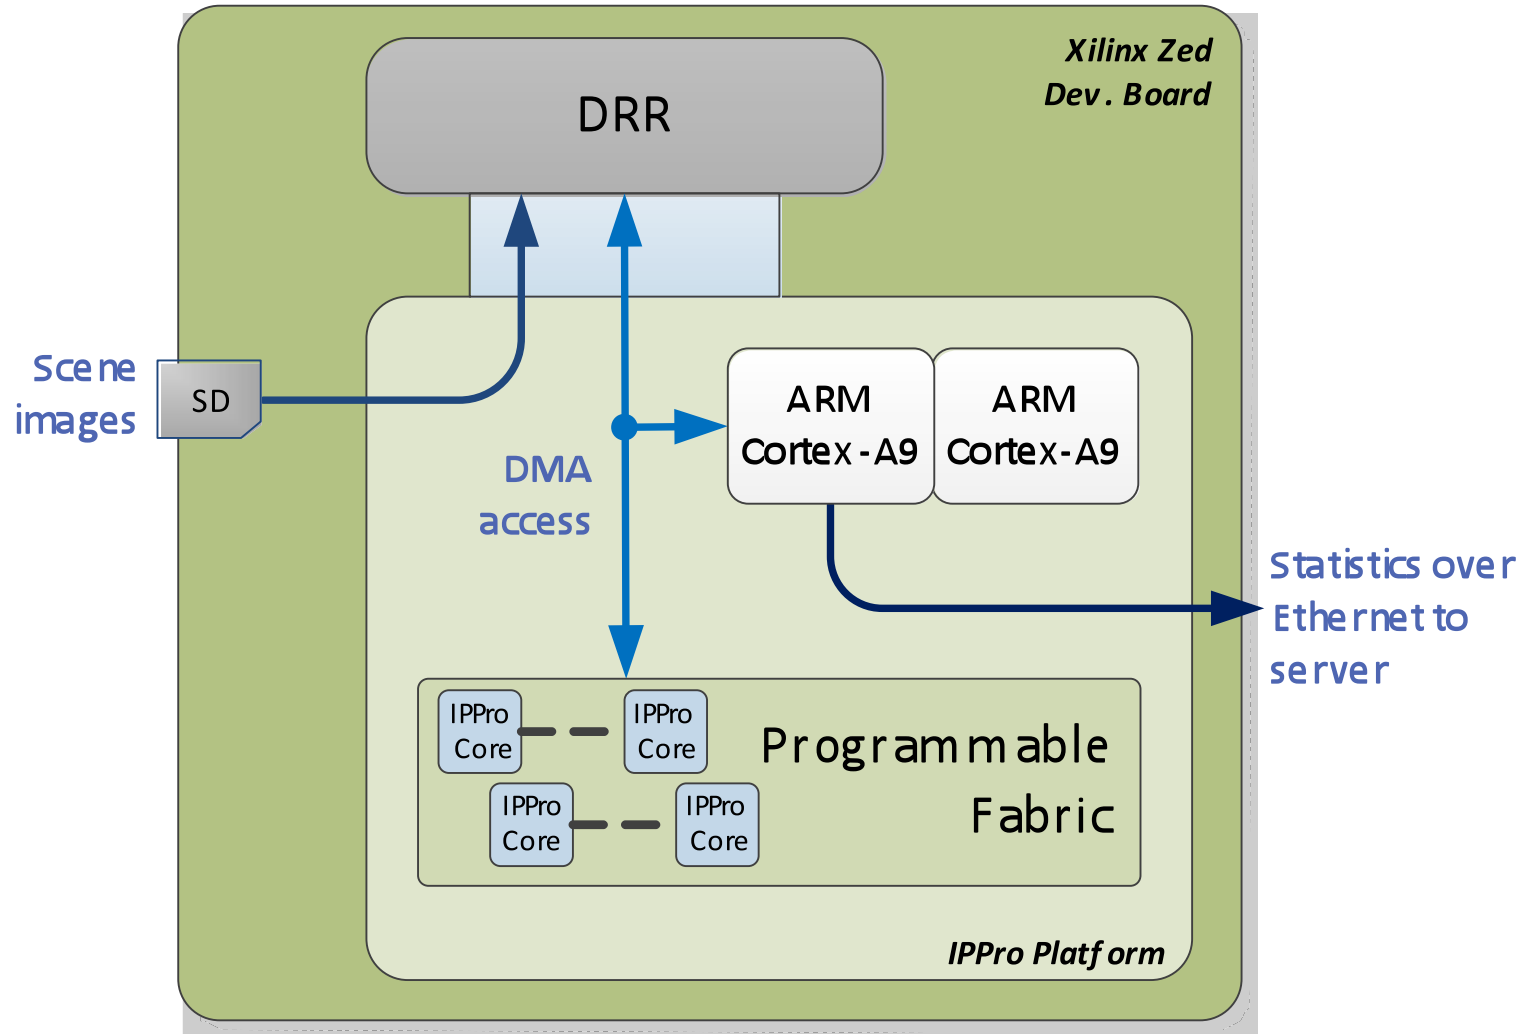 Xilinx Zed
Dev. Board
DRR
Scene
images
SD
ARM
Cortex-A9
ARM
Cortex-A9
DMA
access
Statistics over
Ethernet to
server
IPPro
Core
IPPro
Core
IPPro
Core
IPPro
Core
Programmable
Fabric
IPPro Platform